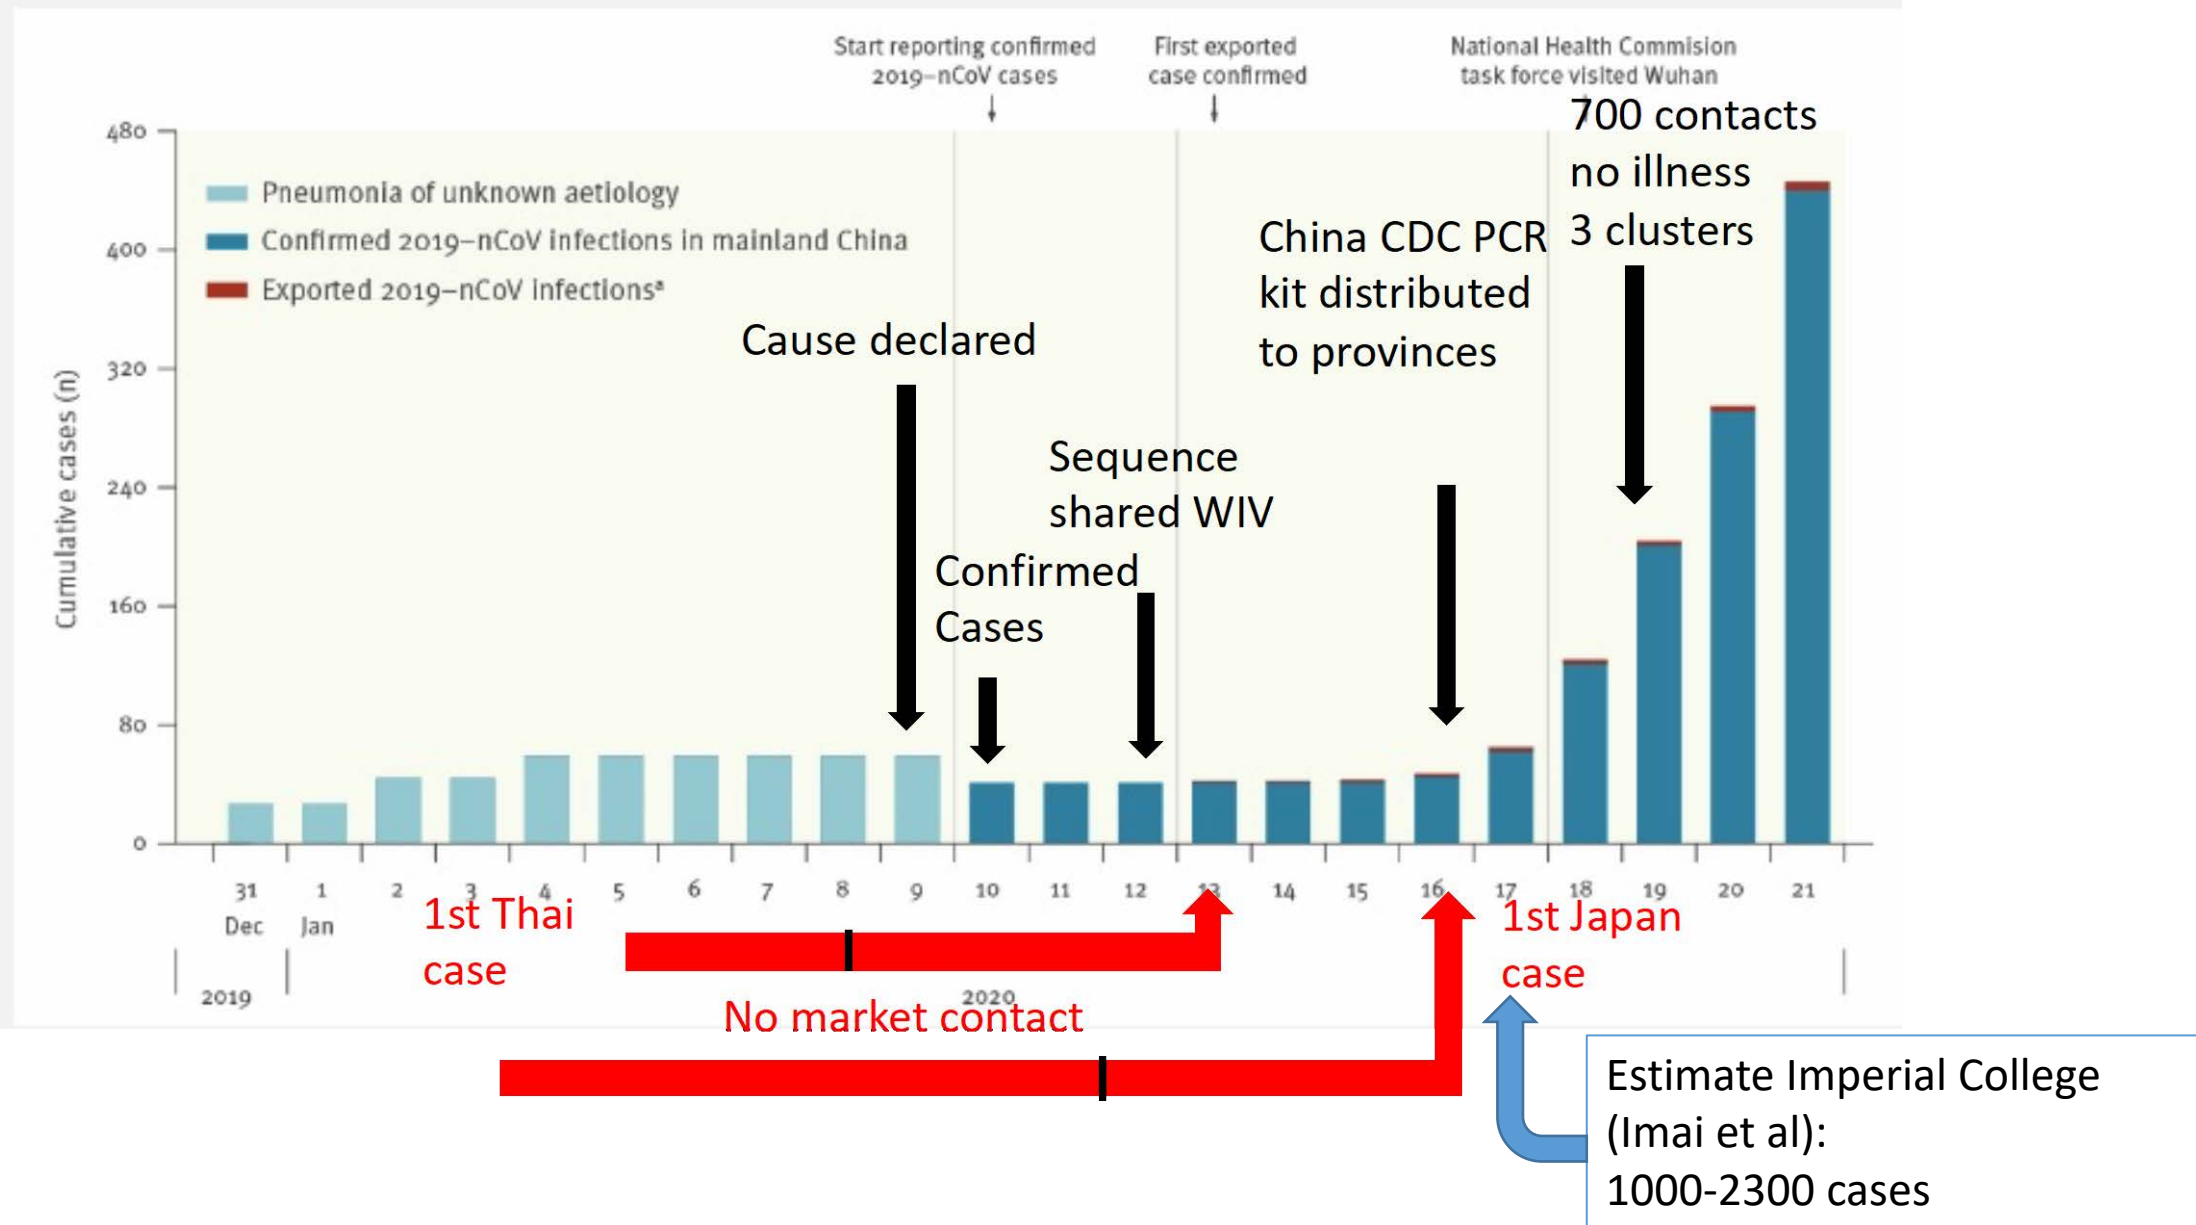 Start reporting confirmed
2019–nCoV cases
First exported
case confirmed
National Health Commision
task force visited Wuhan
700 contacts
no illness
3 clusters
480
400
320
240
160
80
0
Cumulative cases (n)
Pneumonia of unknown aetiology
Confirmed 2019–nCoV infections in mainland China
Exported 2019–nCoV infectionsª
China CDC PCR
kit distributed
to provinces
Cause declared
Sequence
shared WIV
Confirmed
Cases
31 1 2 3 4 5 6 7 8 9 10 11 12 13 14 15 16 17 18 19 20 21
Dec Jan
2019 2020
1st Thai
case
No market contact
1st Japan
case
Estimate Imperial College
(Imai et al):
1000-2300 cases